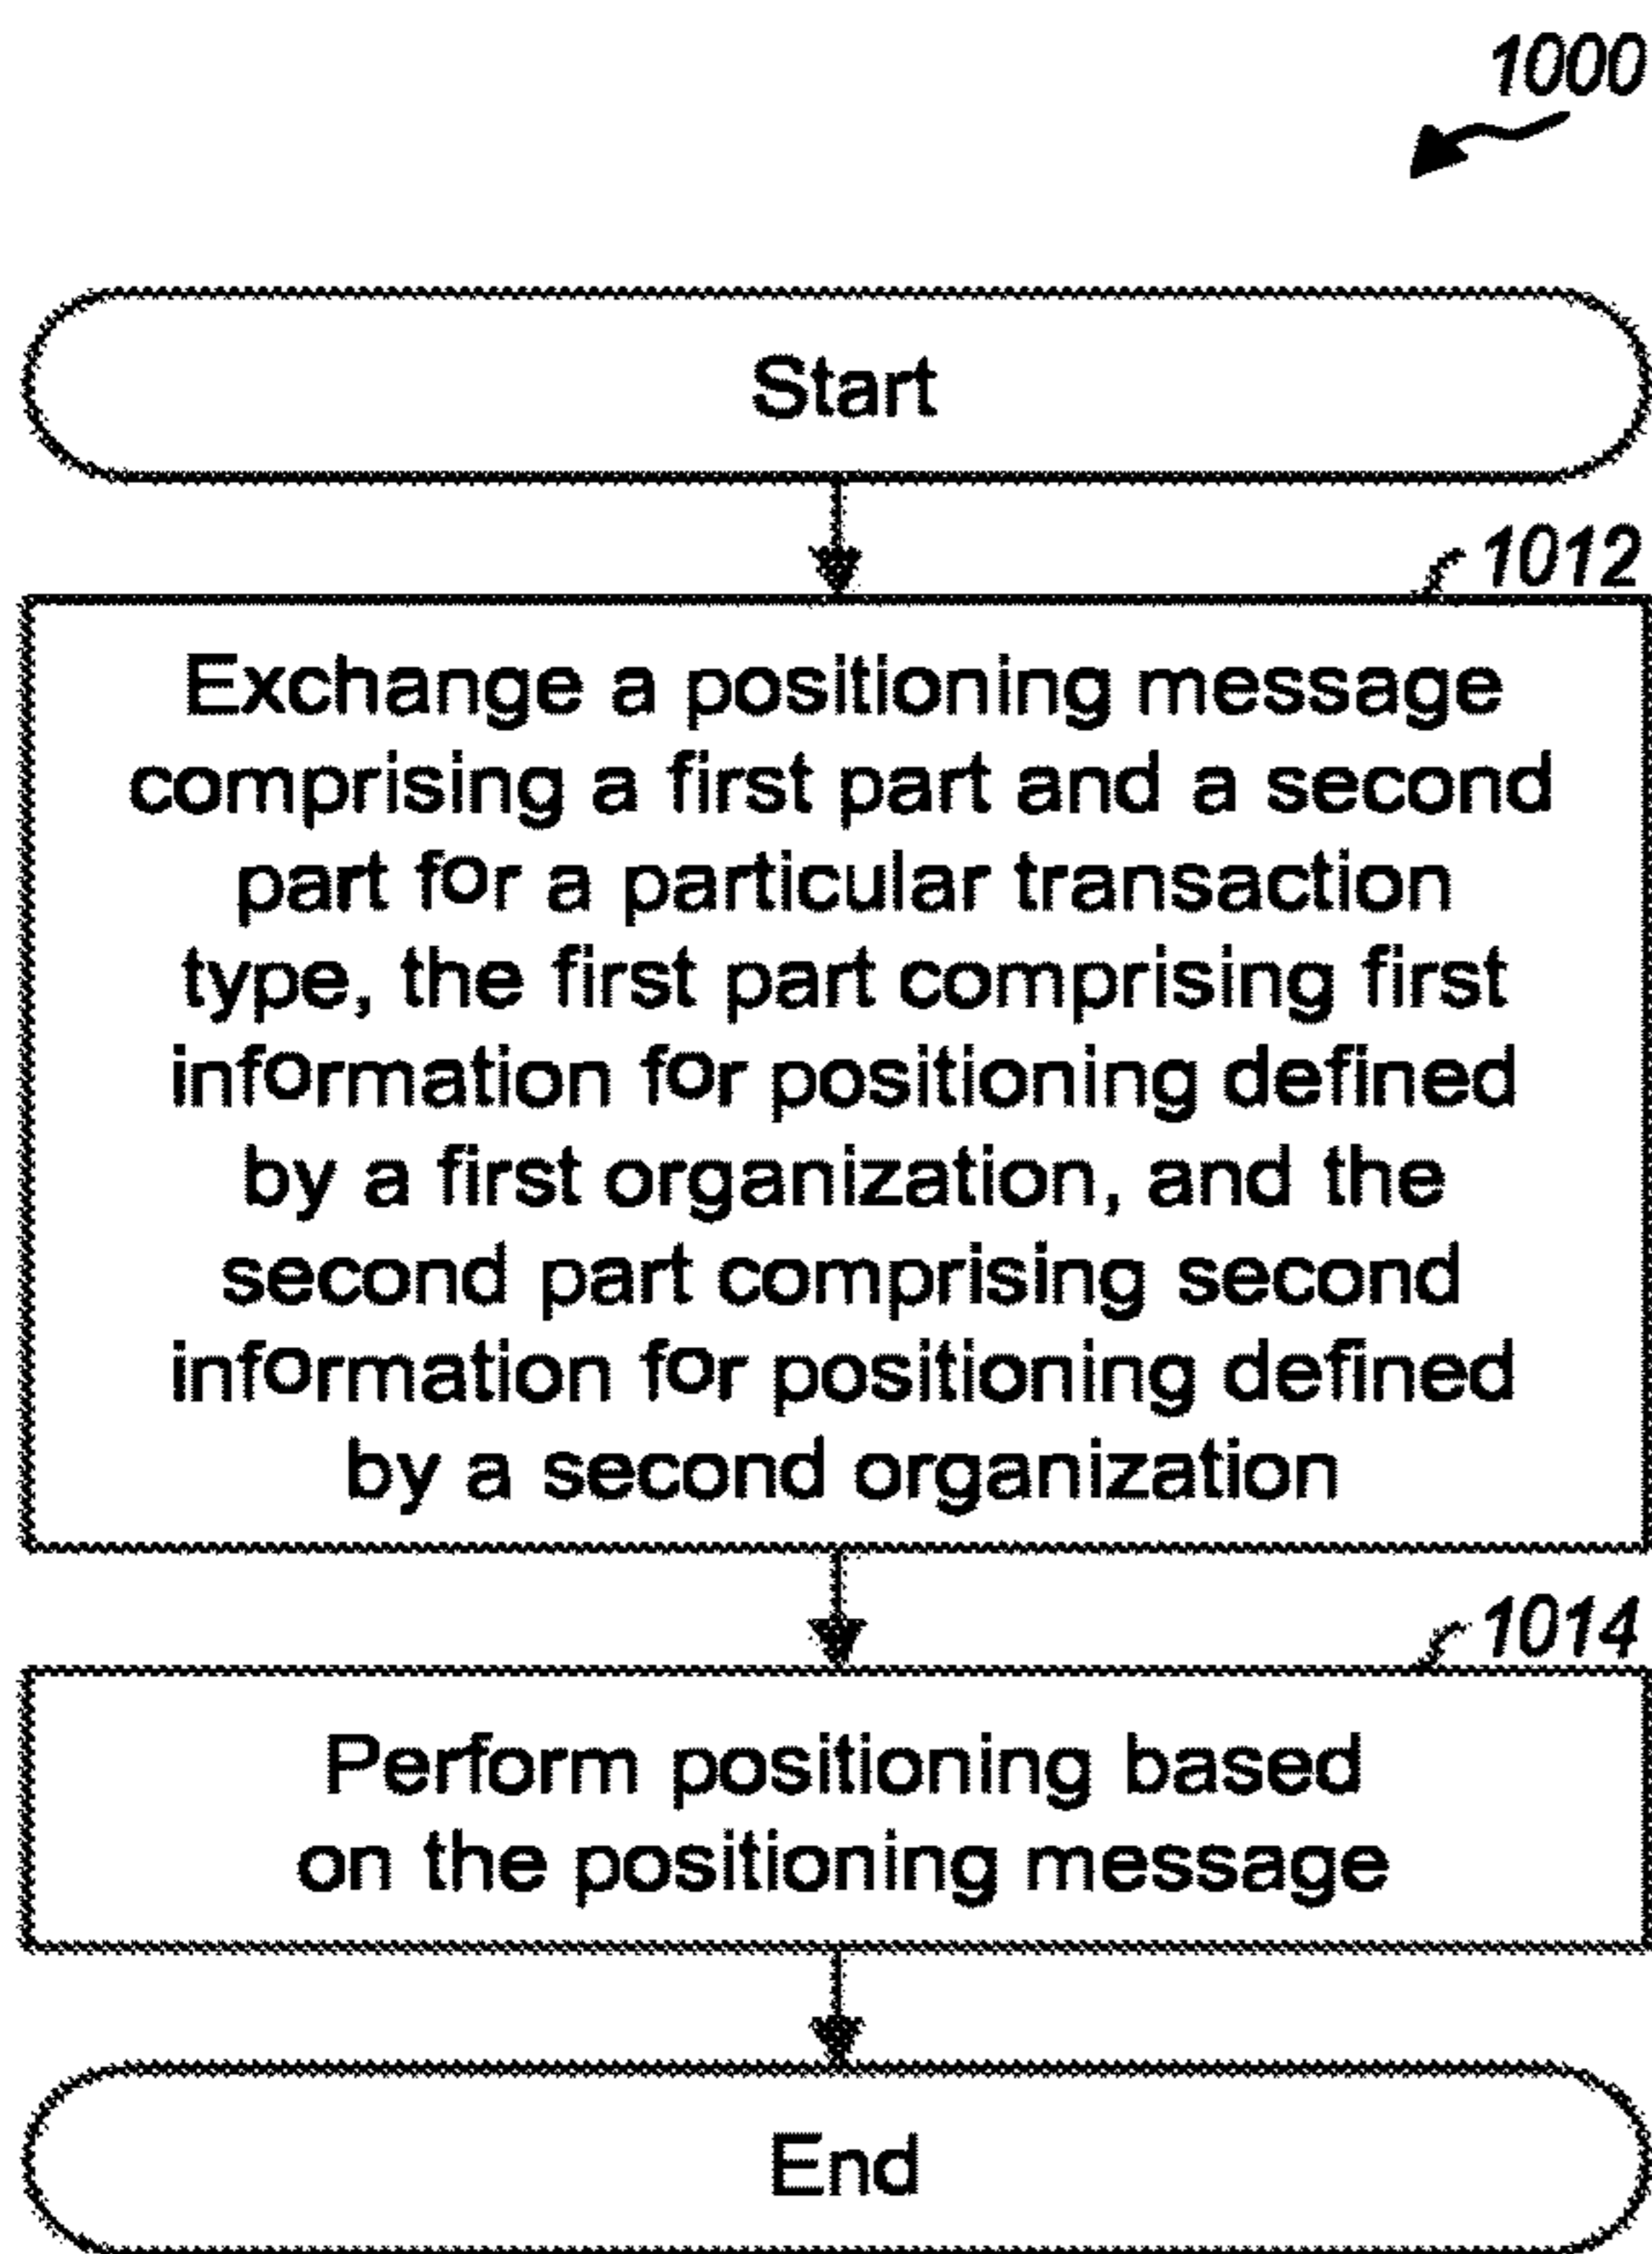 1000
Start
1012
Exchange a positioning message
comprising a first part and a second
part for a particular transaction
type, the first part comprising first
information for positioning defined
by a first organization, and the
second part comprising second
information for positioning defined
by a second organization
1014
Perform positioning based
on the positioning message
End